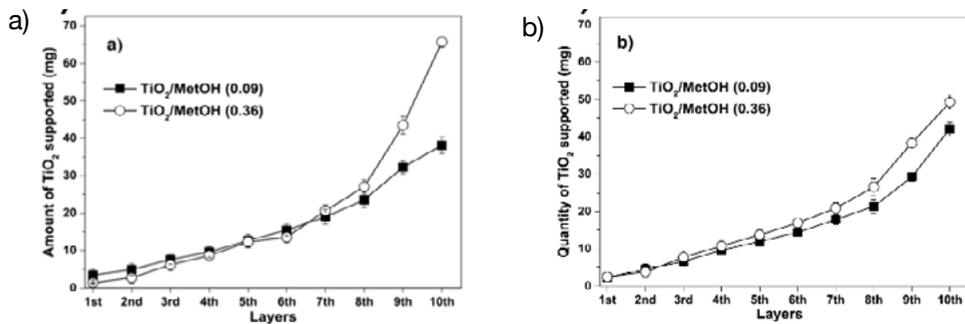 a)
a)
TiO2/MetOH (0.09)
TiO2/MetOH (0.36)
Amount of TiO2 supported (mg)
70
60
50
40
30
20
10
0
1st 2nd 3rd 4th 5th 6th 7th 8th 9th 10th
Layers
b)
b)
TiO2/MetOH (0.09)
TiO2/MetOH (0.36)
Quantity of TiO2 supported (mg)
70
60
50
40
30
20
10
0
1st 2nd 3rd 4th 5th 6th 7th 8th 9th 10th
Layers